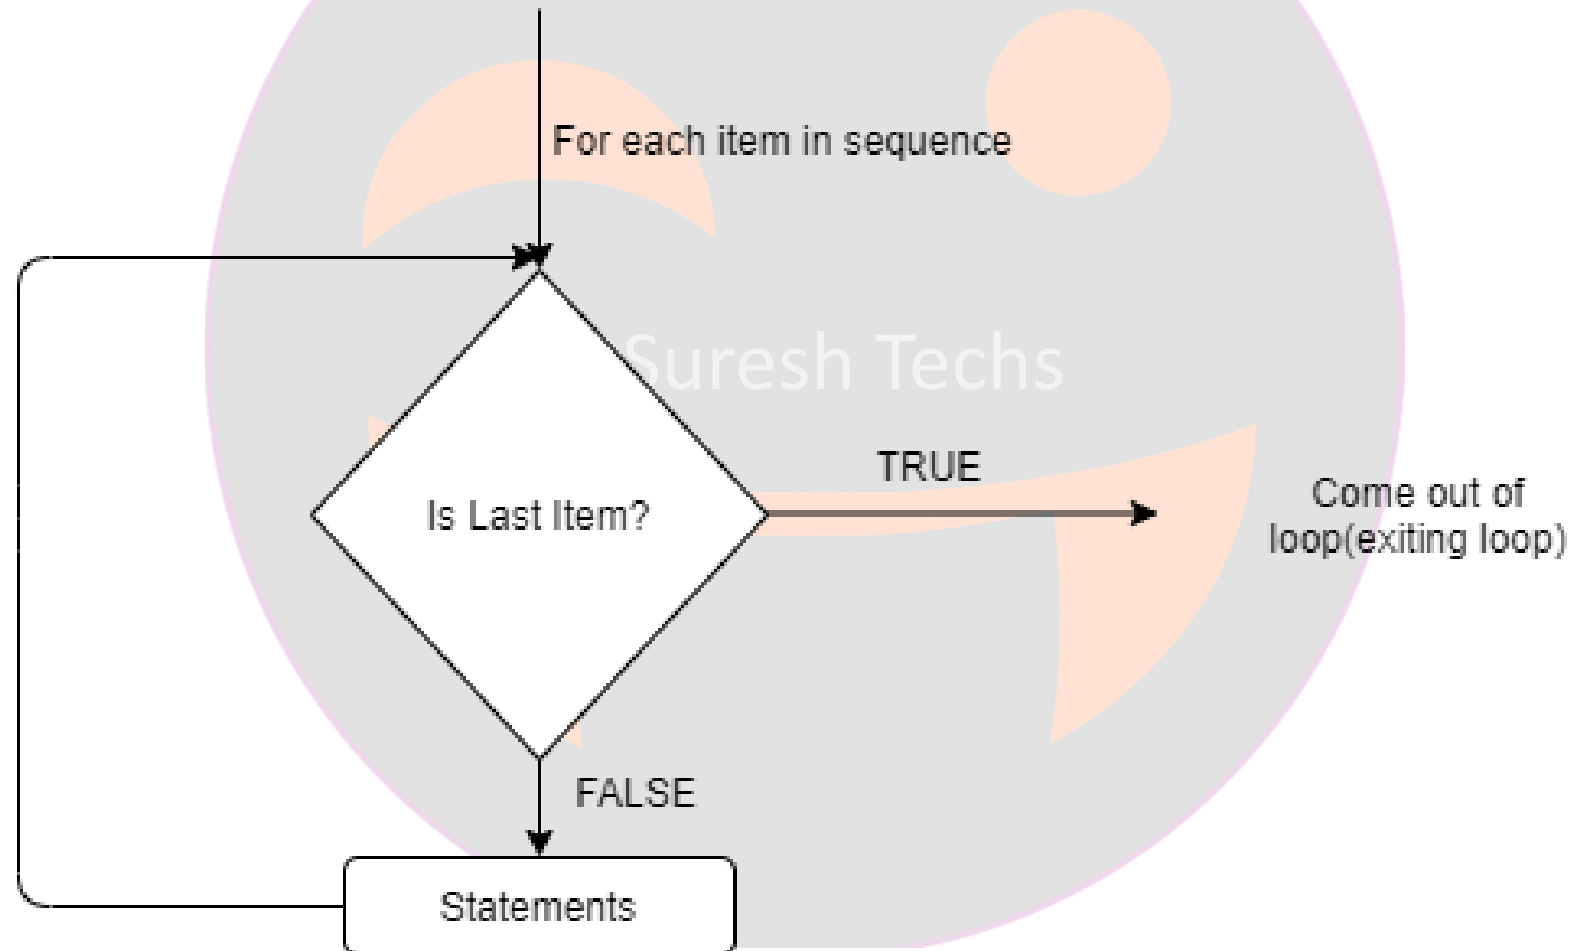 For each item in sequence
Suresh Techs
TRUE
Is Last Item?
Come out of
loop(exiting loop)
FALSE
Statements